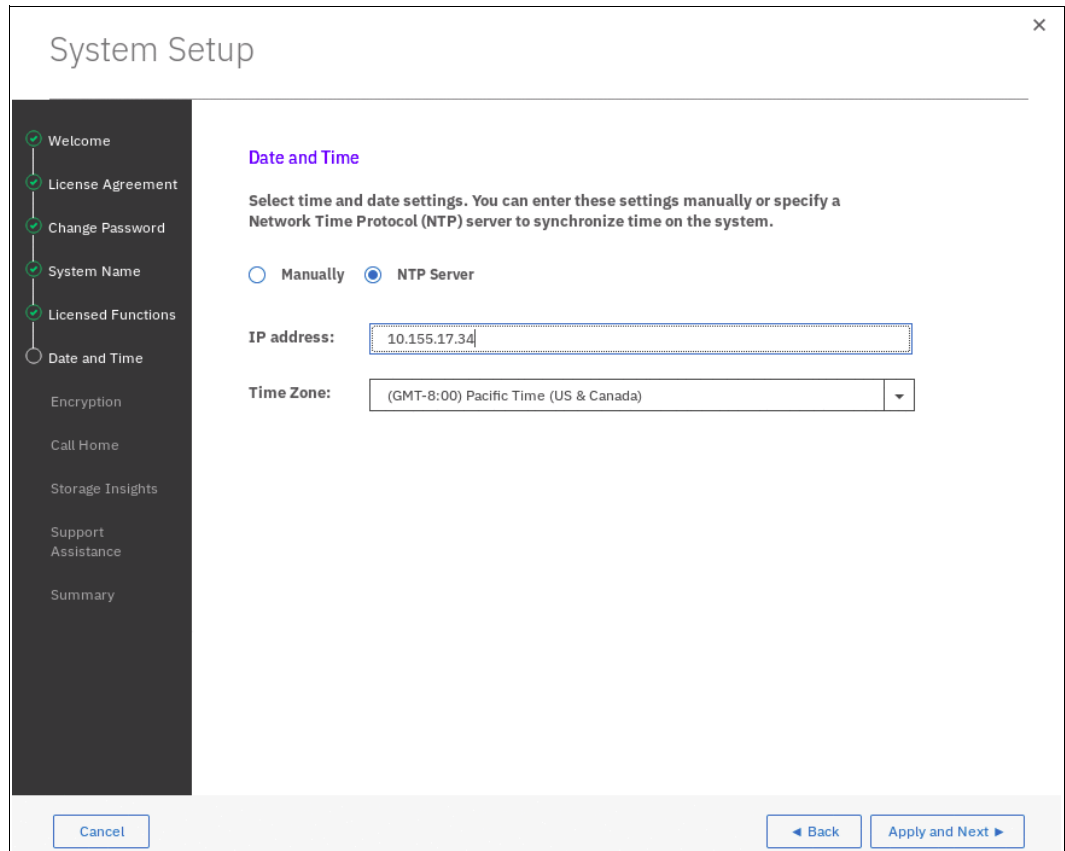 System Setup
Welcome
License Agreement
Change Password
System Name
Licensed Functions
Date and Time
Encryption
Call Home
Storage Insights
Support
Assistance
Summary
Date and Time
Select time and date settings. You can enter these settings manually or specify a
Network Time Protocol (NTP) server to synchronize time on the system.
Manually NTP Server
IP address: 10.155.17.34
Time Zone: (GMT-8:00) Pacific Time (US & Canada)
Cancel ◄ Back Apply and Next ►